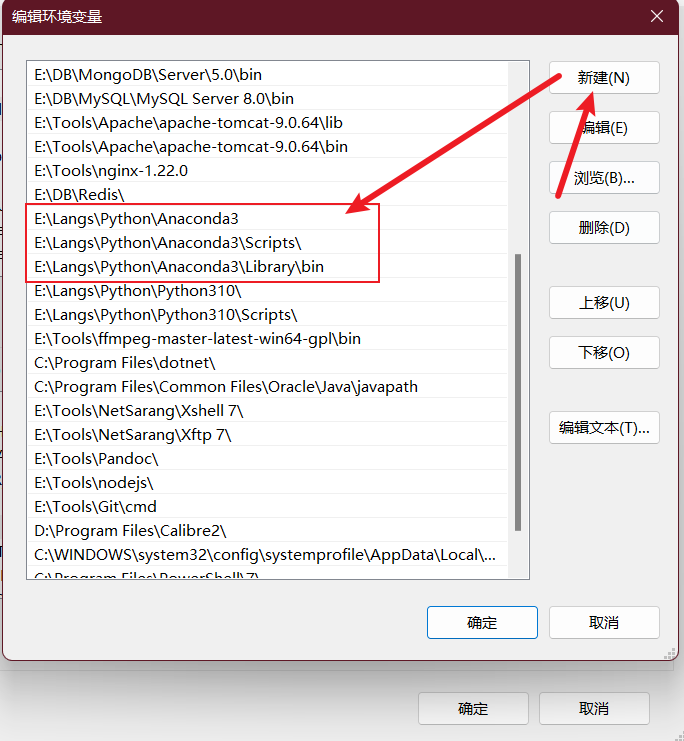 编辑环境变量
E:\DB\MongoDB\Server\5.0\bin
E:\DB\MySQL\MySQL Server 8.0\bin
E:\Tools\Apache\apache-tomcat-9.0.64\lib
E:\Tools\Apache\apache-tomcat-9.0.64\bin
E:\Tools\nginx-1.22.0
E:\DB\Redis\
E:\Langs\Python\Anaconda3
E:\Langs\Python\Anaconda3\Scripts\
E:\Langs\Python\Anaconda3\Library\bin
E:\Langs\Python\Python310\
E:\Langs\Python\Python310\Scripts\
E:\Tools\ffmpeg-master-latest-win64-gpl\bin
C:\Program Files\dotnet\
C:\Program Files\Common Files\Oracle\Java\javapath
E:\Tools\NetSarang\Xshell 7\
E:\Tools\NetSarang\Xftp 7\
E:\Tools\Pandoc\
E:\Tools\nodejs\
E:\Tools\Git\cmd
D:\Program Files\Calibre2\
C:\WINDOWS\system32\config\systemprofile\AppData\Local\...
C:\Program Files\PowerShell\7\
新建(N)
编辑(E)
浏览(B)...
删除(D)
上移(U)
下移(O)
编辑文本(T)...
确定
取消
确定
取消